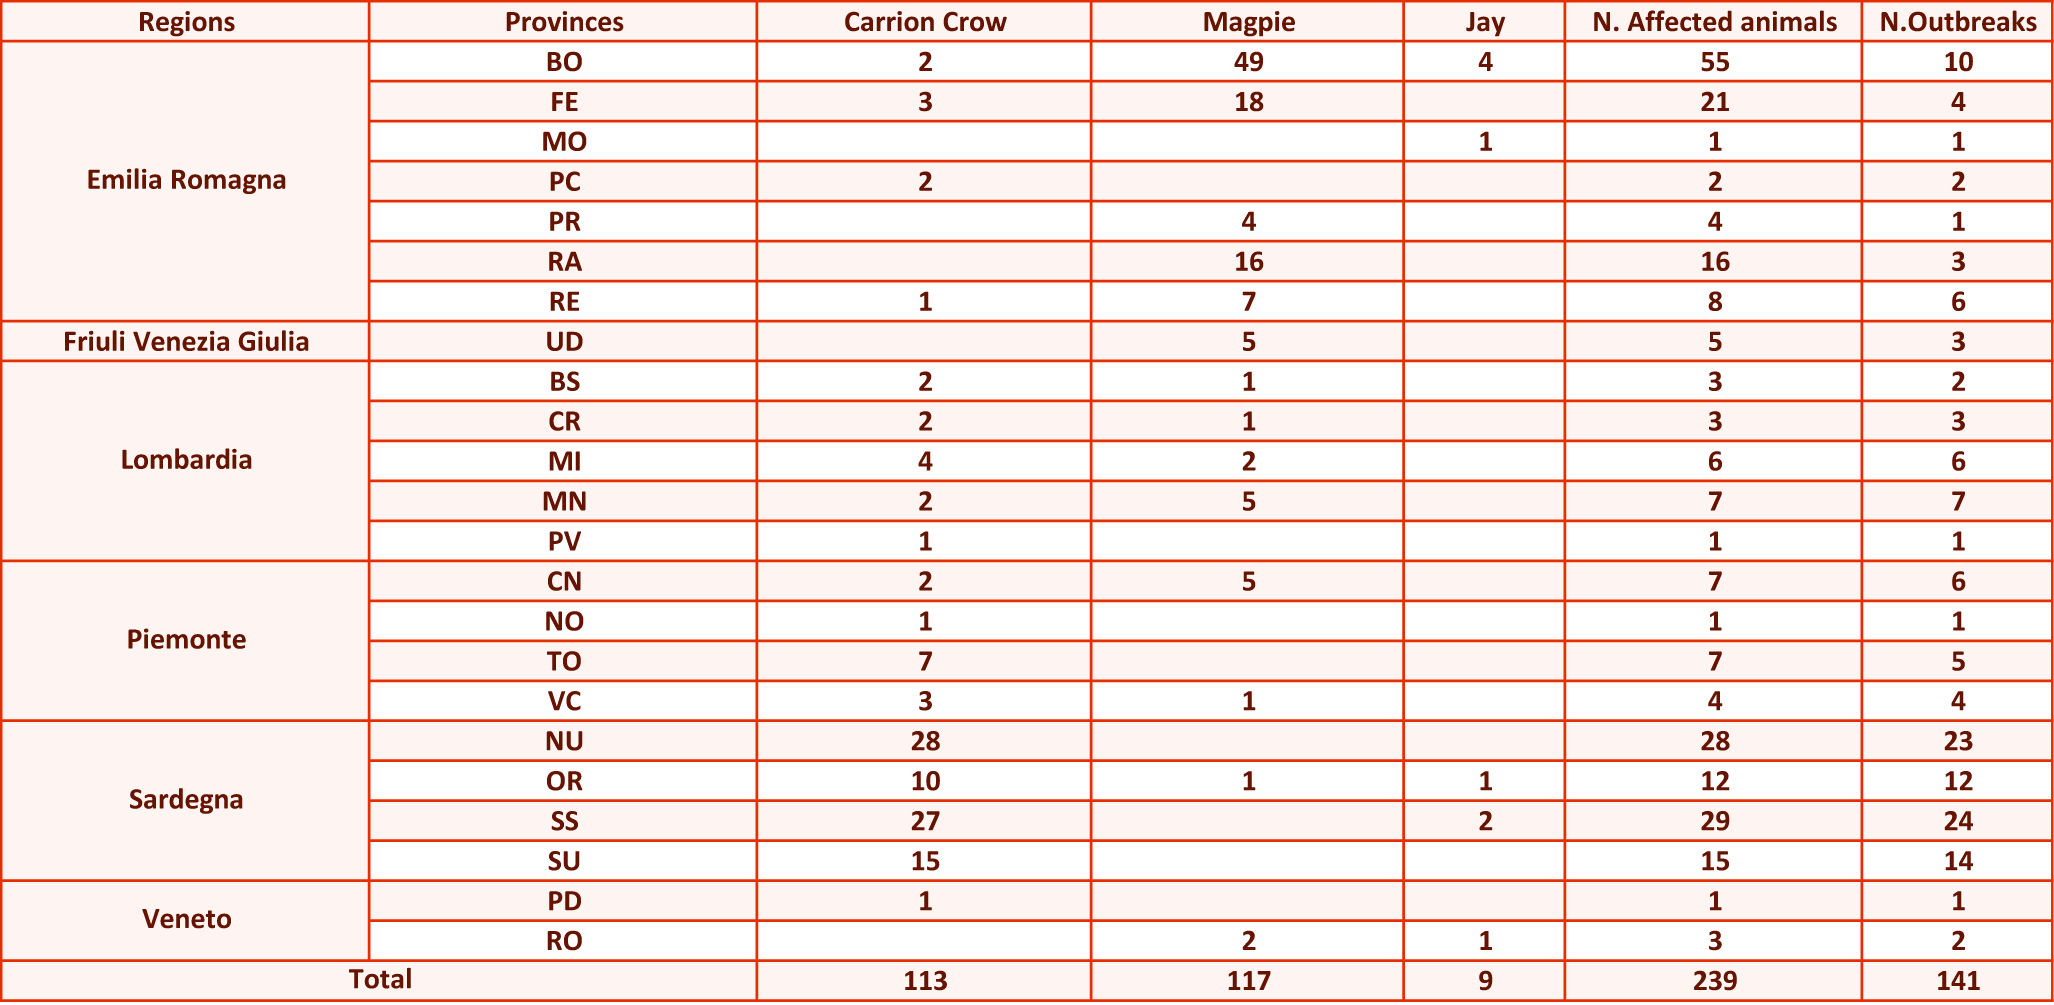 Regions Provinces Carrion Crow Magpie Jay N. Affected animals N.Outbreaks
BO 2 49 4 55 10
FE 3 18 21 4
MO 1 1 1
Emilia Romagna PC 2 2 2
PR 4 4 1
RA 16 16 3
RE 1 7 8 6
Friuli Venezia Giulia UD 5 5 3
BS 2 1 3 2
CR 2 1 3 3
Lombardia MI 4 2 6 6
MN 2 5 7 7
PV 1 1 1
CN 2 5 7 6
NO 1 1 1
Piemonte
TO 7 7 5
VC 3 1 4 4
NU 28 28 23
OR 10 1 1 12 12
Sardegna
SS 27 2 29 24
SU 15 15 14
PD 1 1 1
Veneto
RO 2 1 3 2
Total 113 117 9 239 141